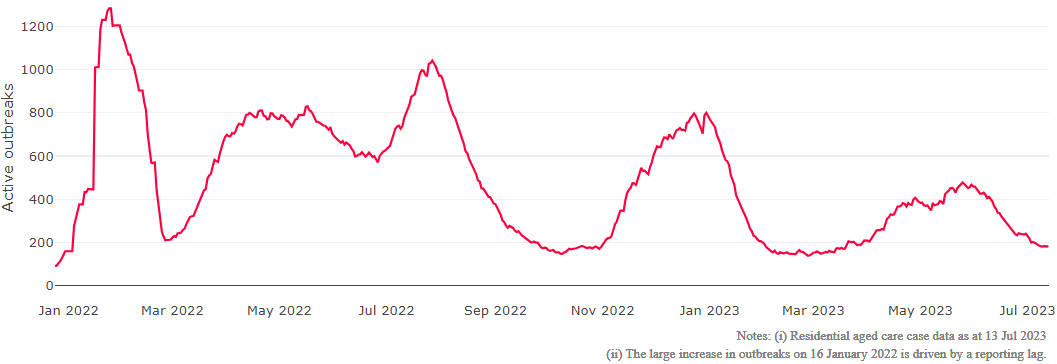 1200
1000
800
600
400
200
0
Active outbreaks
Jan 2022 Mar 2022 May 2022 Jul 2022 Sep 2022 Nov 2022 Jan 2023 Mar 2023 May 2023 Jul 2023
Notes: (i) Residential aged care case data as at 13 Jul 2023
(ii) The large increase in outbreaks on 16 January 2022 is driven by a reporting lag.